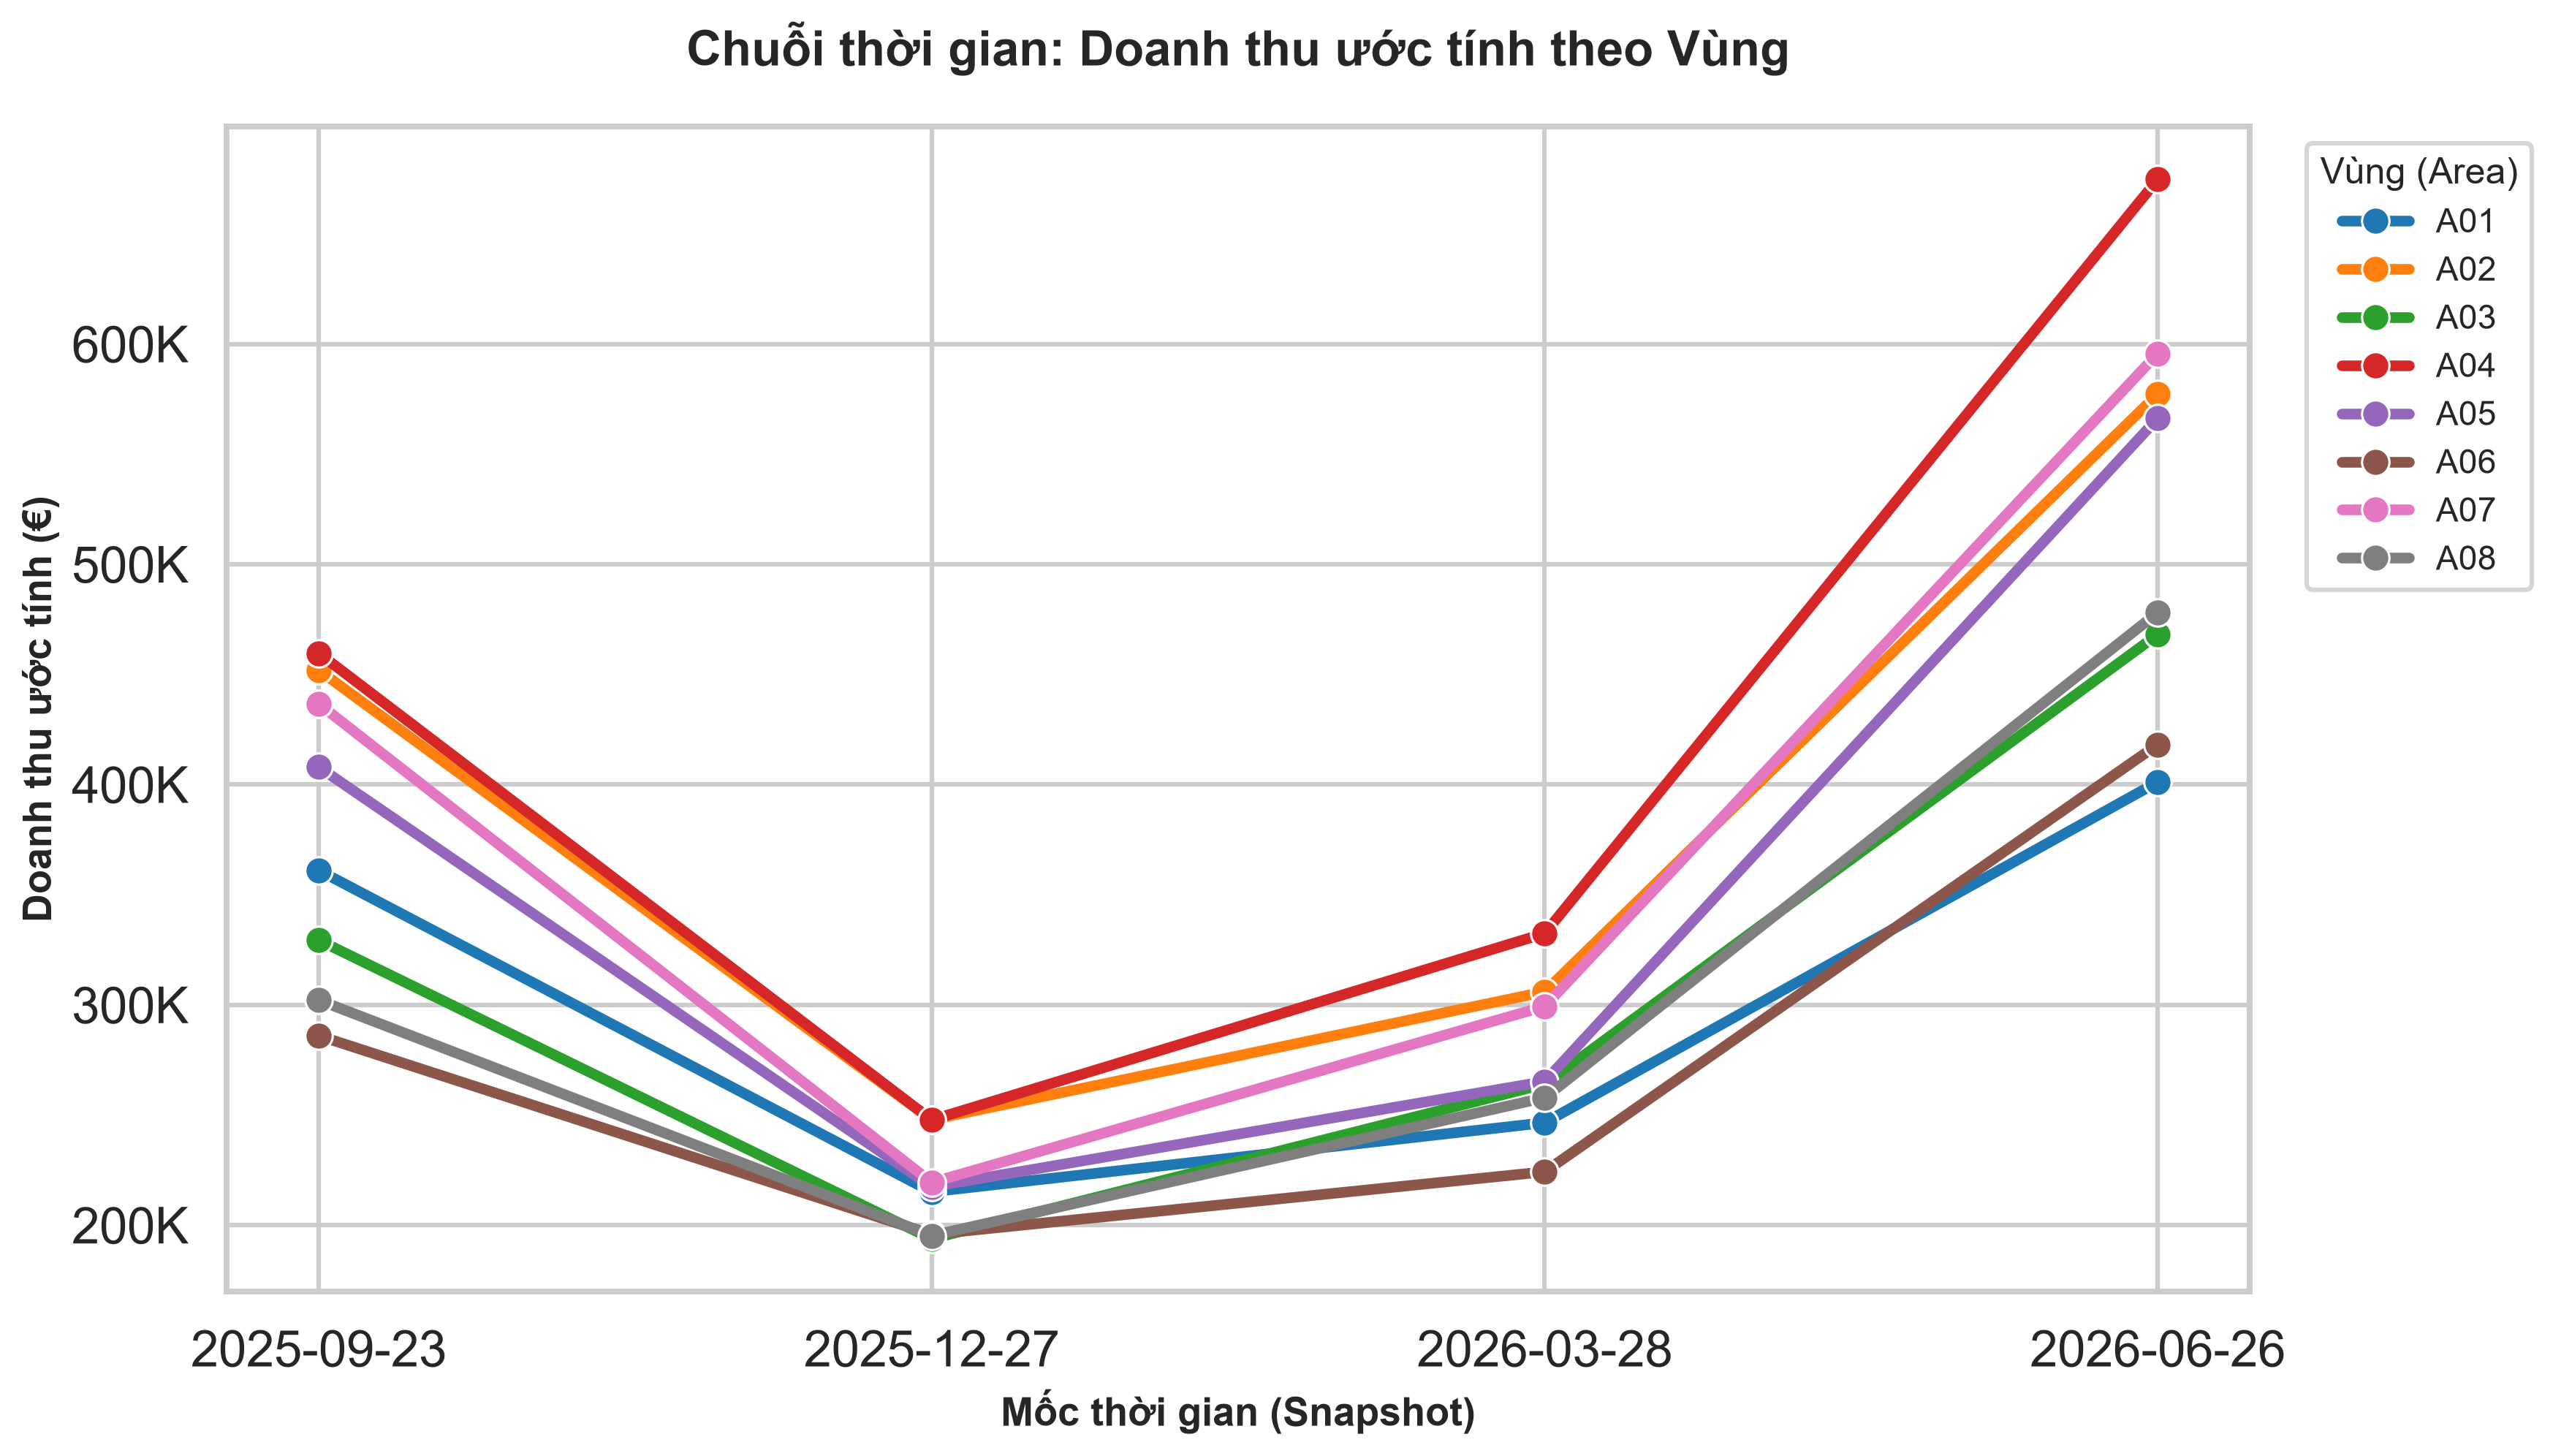 Chuỗi thời gian: Doanh thu ước tính theo Vùng
Doanh thu ước tính (€)
600K
500K
400K
300K
200K
2025-09-23
2025-12-27
2026-03-28
2026-06-26
Mốc thời gian (Snapshot)
Vùng (Area)
A01
A02
A03
A04
A05
A06
A07
A08